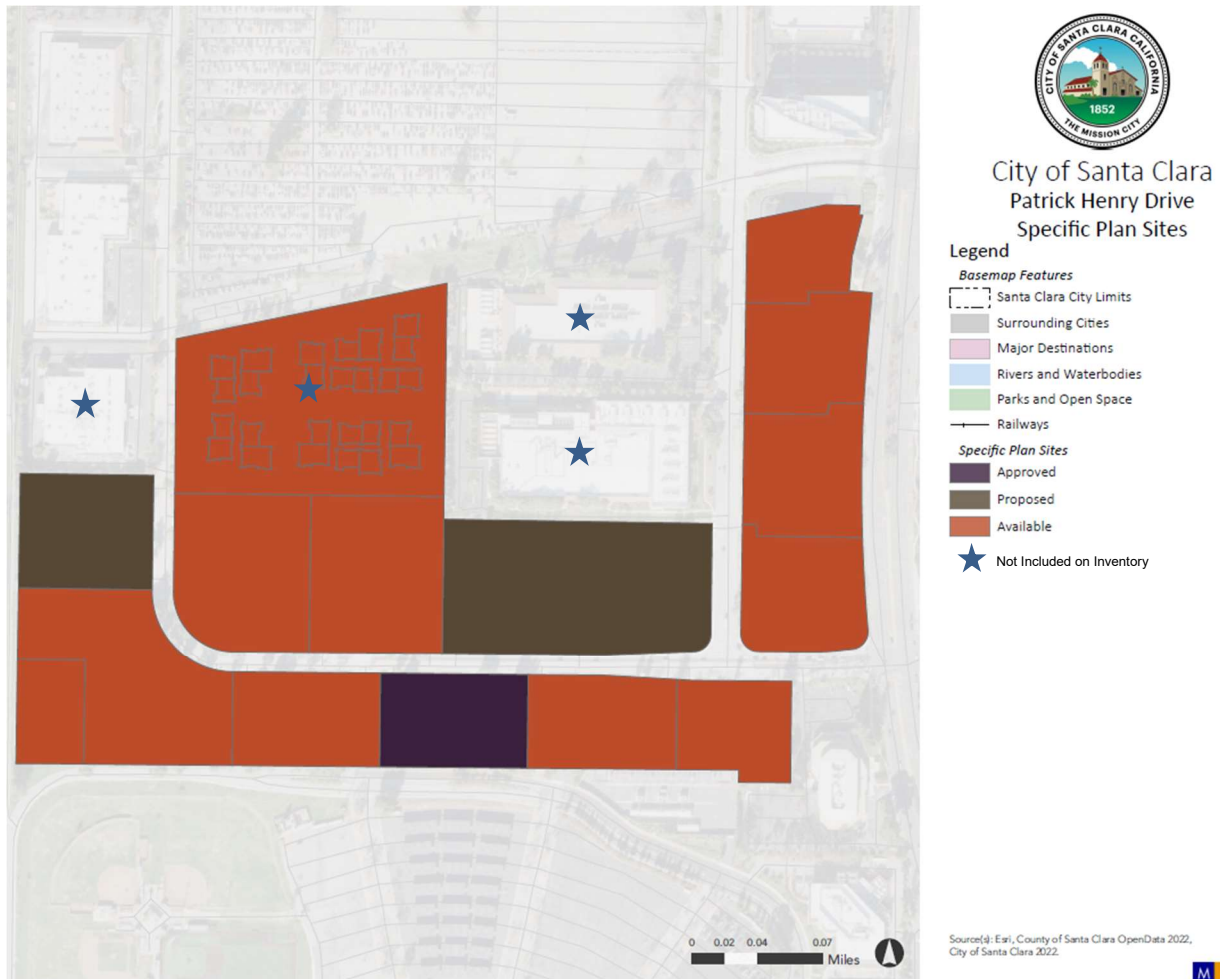 CITY OF SANTA CLARA CALIFORNIA
1852
THE MISSION CITY
City of Santa Clara
Patrick Henry Drive
Specific Plan Sites
Legend
Basemap Features
Santa Clara City Limits
Surrounding Cities
Major Destinations
Rivers and Waterbodies
Parks and Open Space
Railways
Specific Plan Sites
Approved
Proposed
Available
Not Included on Inventory
0 0.02 0.04 0.07
Miles
Source(s): Esri, County of Santa Clara OpenData 2022,
City of Santa Clara 2022.
M